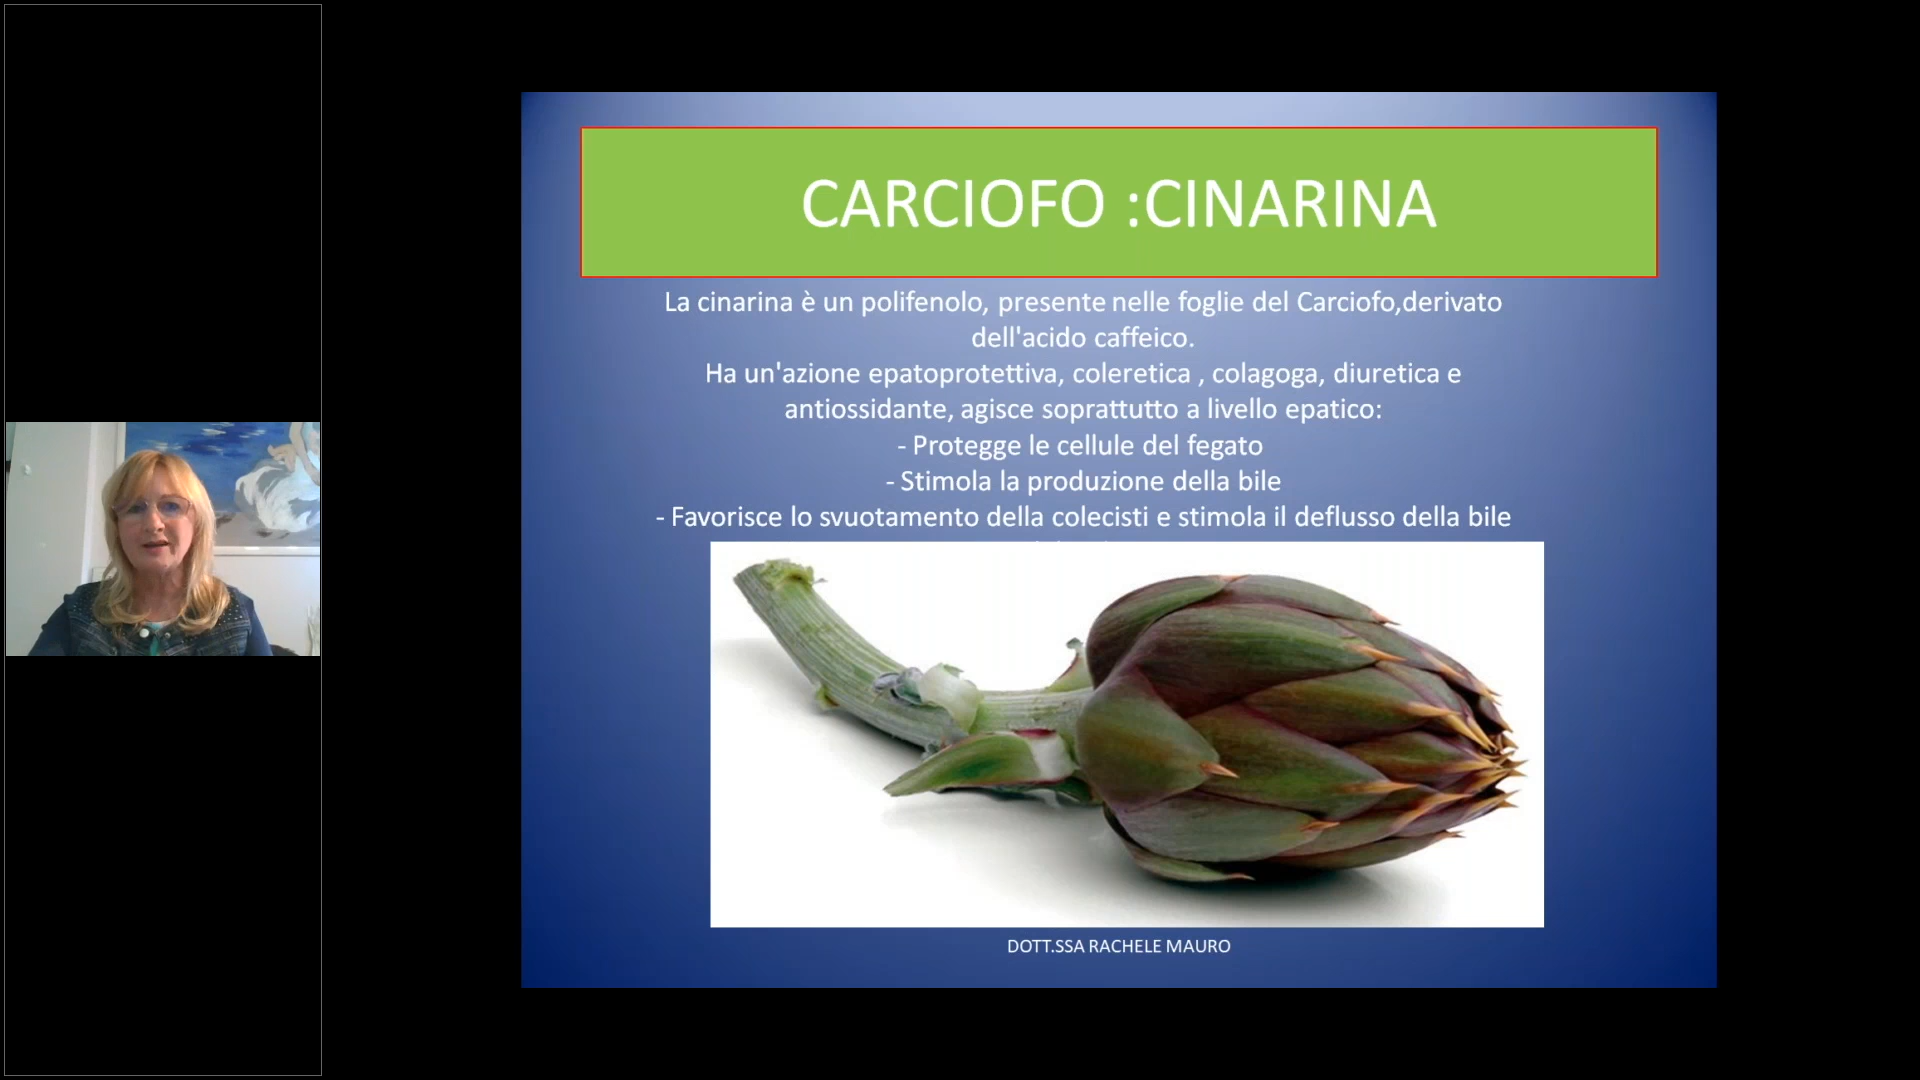 CARCIOFO :CINARINA
La cinarina è un polifenolo, presente nelle foglie del Carciofo,derivato
dell'acido caffeico.
Ha un'azione epatoprotettiva, coleretica , colagoga, diuretica e
antiossidante, agisce soprattutto a livello epatico:
- Protegge le cellule del fegato
- Stimola la produzione della bile
- Favorisce lo svuotamento della colecisti e stimola il deflusso della bile
DOTT.SSA RACHELE MAURO